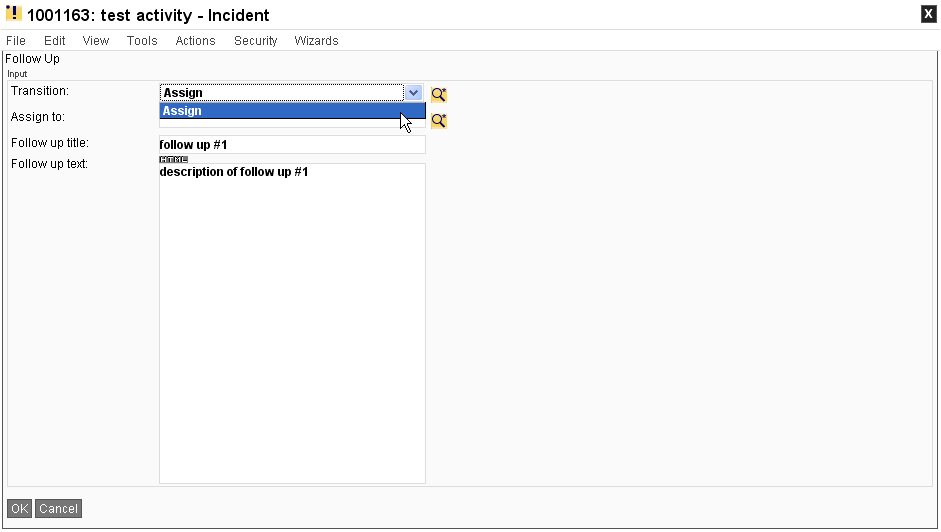 1001163: test activity - Incident
X
File Edit View Tools Actions Security Wizards
Follow Up
Input
Transition: Assign
Assign
Assign to:
Follow up title: follow up #1
HTML
Follow up text: description of follow up #1
OK Cancel